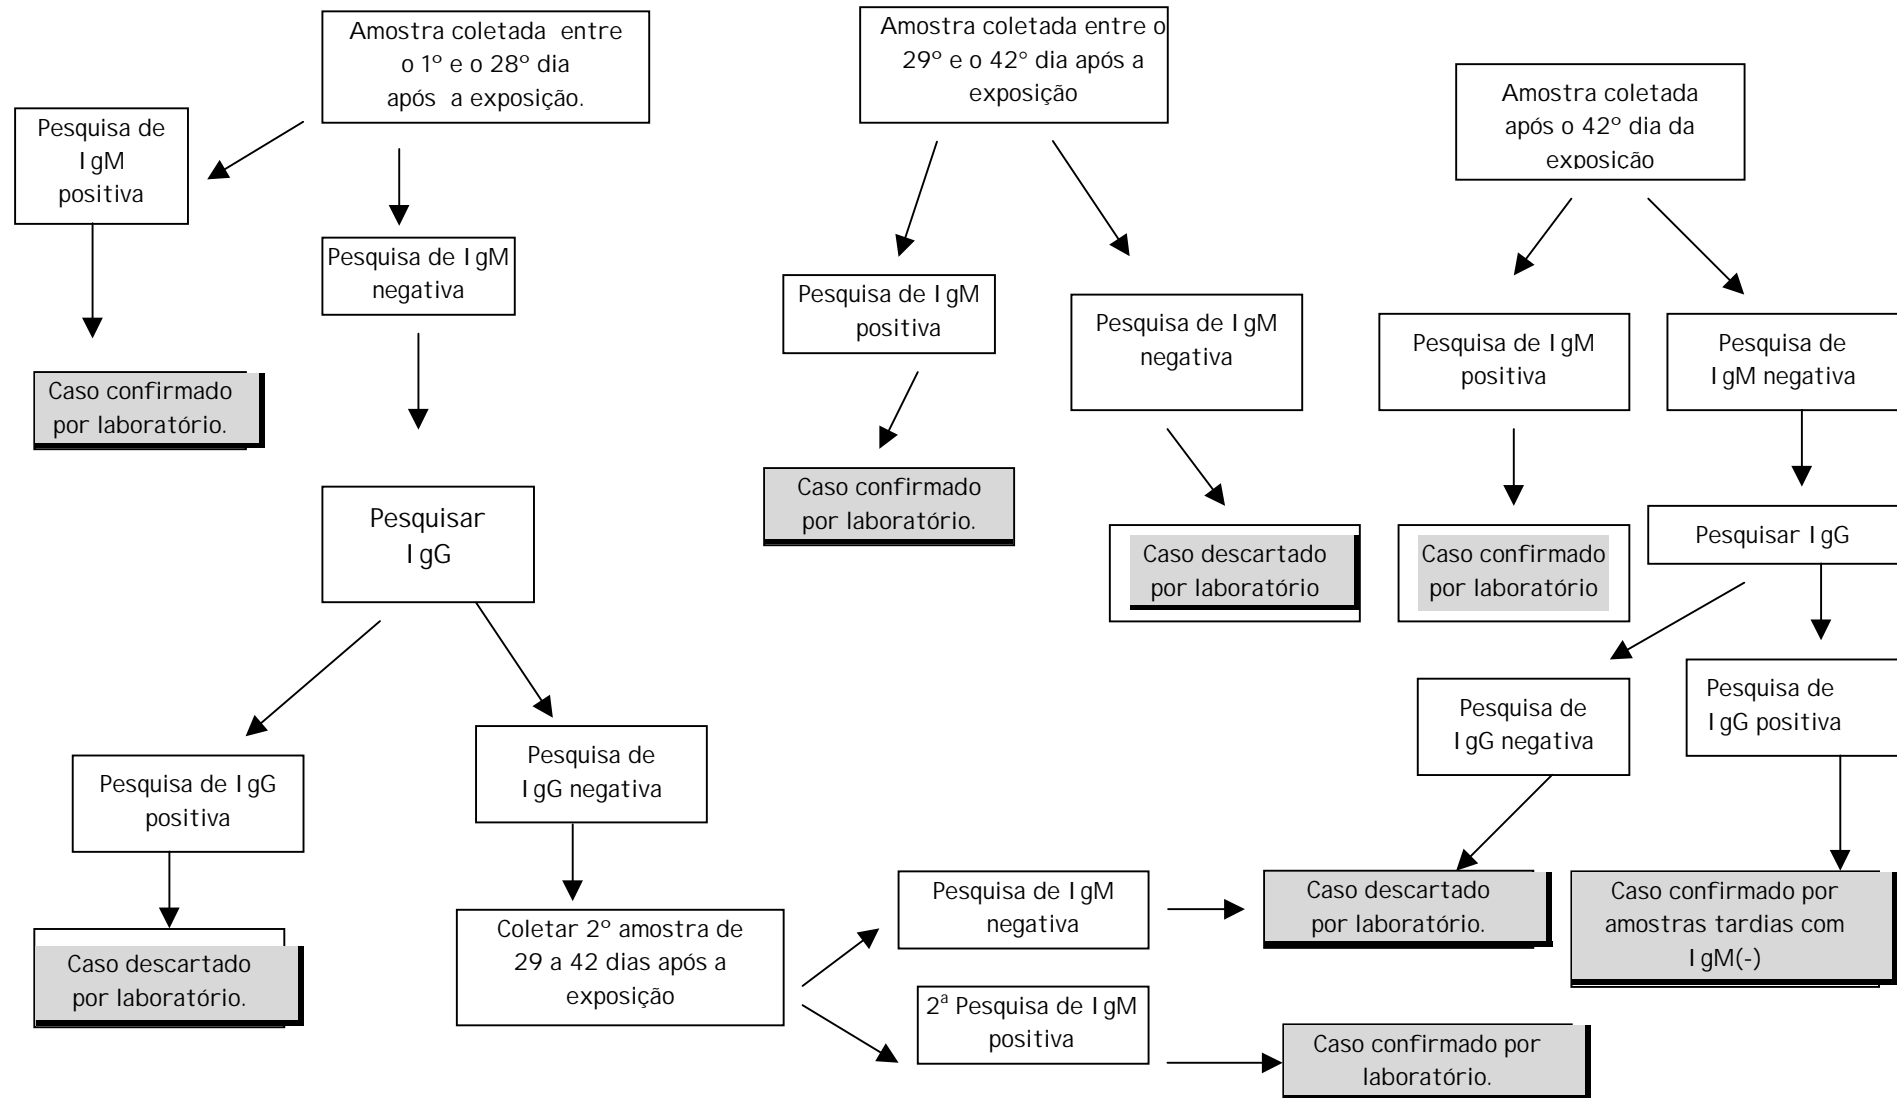 Amostra coletada entre
o 1º e o 28º dia
após a exposição.
Pesquisa de
IgM
positiva
Caso confirmado
por laboratório.
Pesquisa de IgM
negativa
Pesquisar
IgG
Pesquisa de IgG
positiva
Caso descartado
por laboratório.
Pesquisa de
IgG negativa
Coletar 2º amostra de
29 a 42 dias após a
exposição
Pesquisa de IgM
negativa
Caso descartado
por laboratório.
2ª Pesquisa de IgM
positiva
Caso confirmado por
laboratório.
Amostra coletada entre o
29º e o 42° dia após a
exposição
Pesquisa de IgM
positiva
Caso confirmado
por laboratório.
Pesquisa de IgM
negativa
Caso descartado
por laboratório
Amostra coletada
após o 42º dia da
exposição
Pesquisa de IgM
positiva
Caso confirmado
por laboratório
Pesquisa de
IgM negativa
Pesquisar IgG
Pesquisa de
IgG negativa
Pesquisa de
IgG positiva
Caso confirmado por
amostras tardias com
IgM(-)